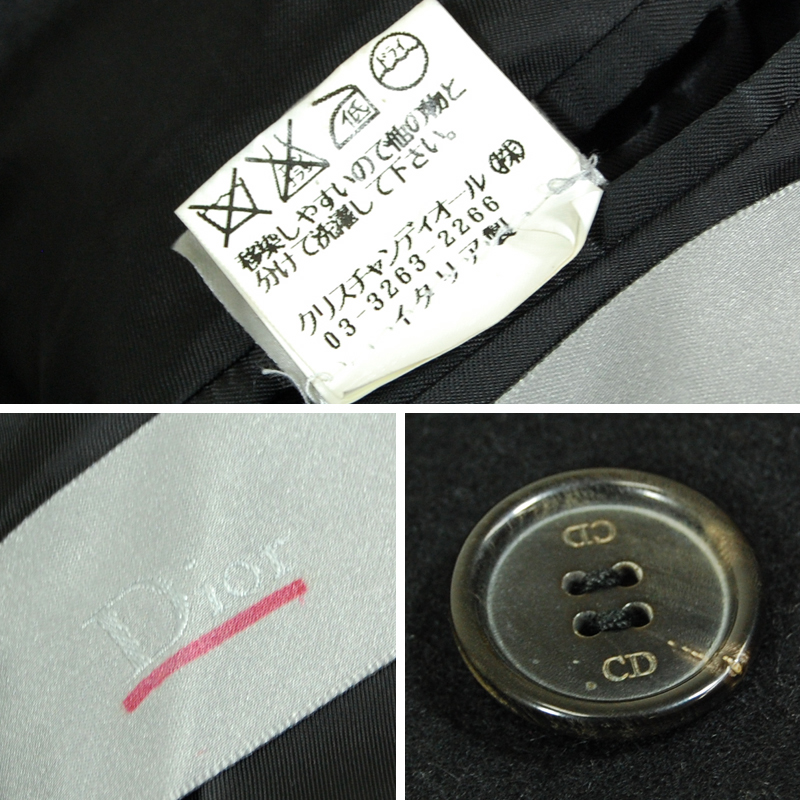 ドライ
低
移染しやすいので他の物と
分けて洗濯して下さい。
クリスチャンディオール(株)
03-3263-2266
イタリア製
Dior
CD
CD